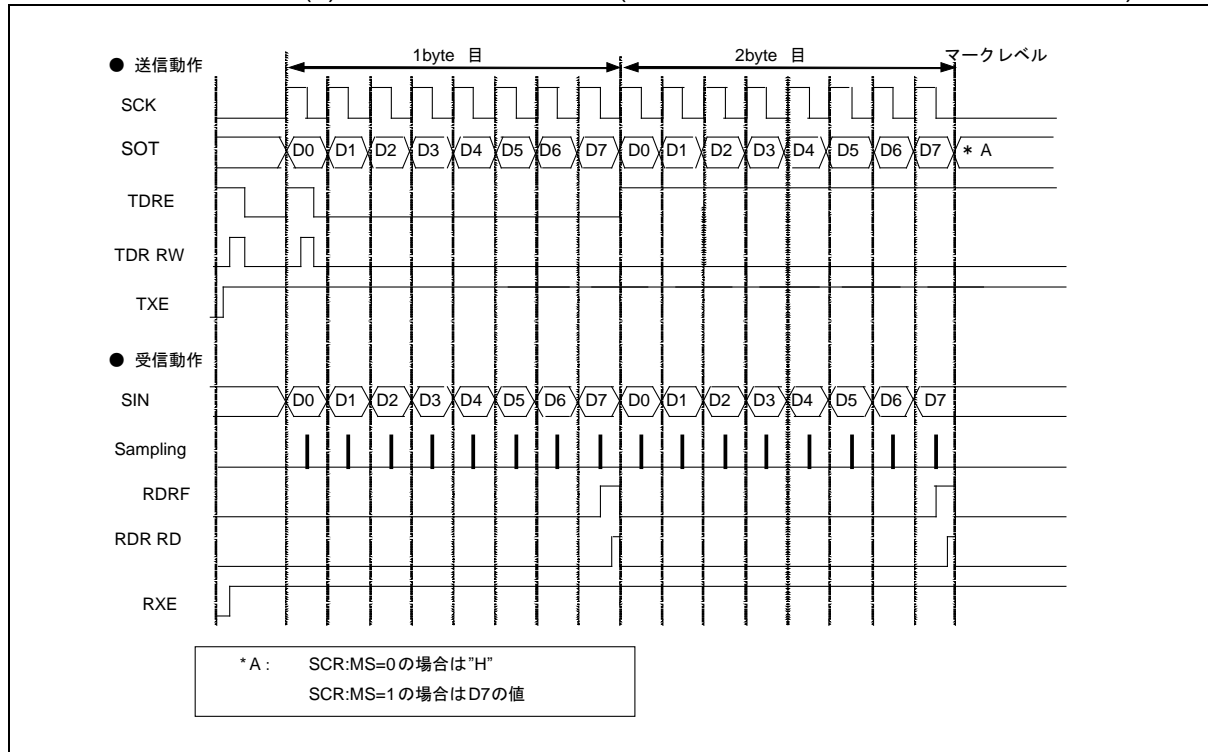 1byte 目 2byte 目 マークレベル
● 送信動作
SCK
SOT D0 D1 D2 D3 D4 D5 D6 D7 D0 D1 D2 D3 D4 D5 D6 D7 * A
TDRE
TDR RW
TXE
● 受信動作
SIN D0 D1 D2 D3 D4 D5 D6 D7 D0 D1 D2 D3 D4 D5 D6 D7
Sampling
RDRF
RDR RD
RXE
* A : SCR:MS=0の場合は"H"
SCR:MS=1の場合はD7の値